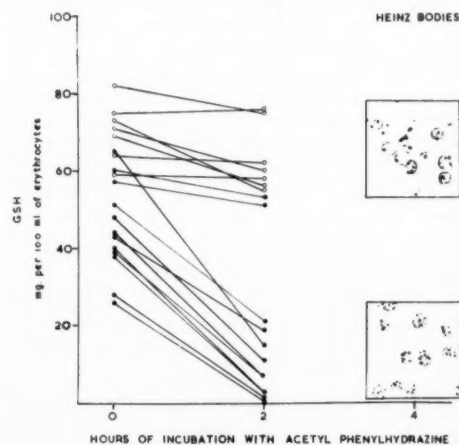 HEINZ BODIES
100
80
60
40
20
GSH
mg. per 100 ml of erythrocytes
0
2
4
HOURS OF INCUBATION WITH ACETYL PHENYLHYDRAZINE